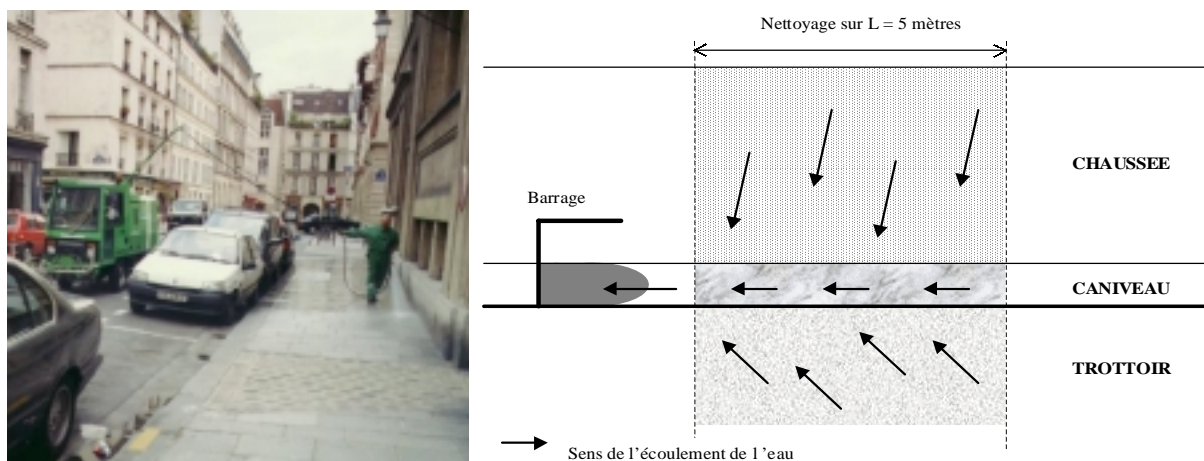 Nettoyage sur L = 5 mètres
CHAUSSEE
Barrage
CANIVEAU
TROTTOIR
Sens de l'écoulement de l'eau